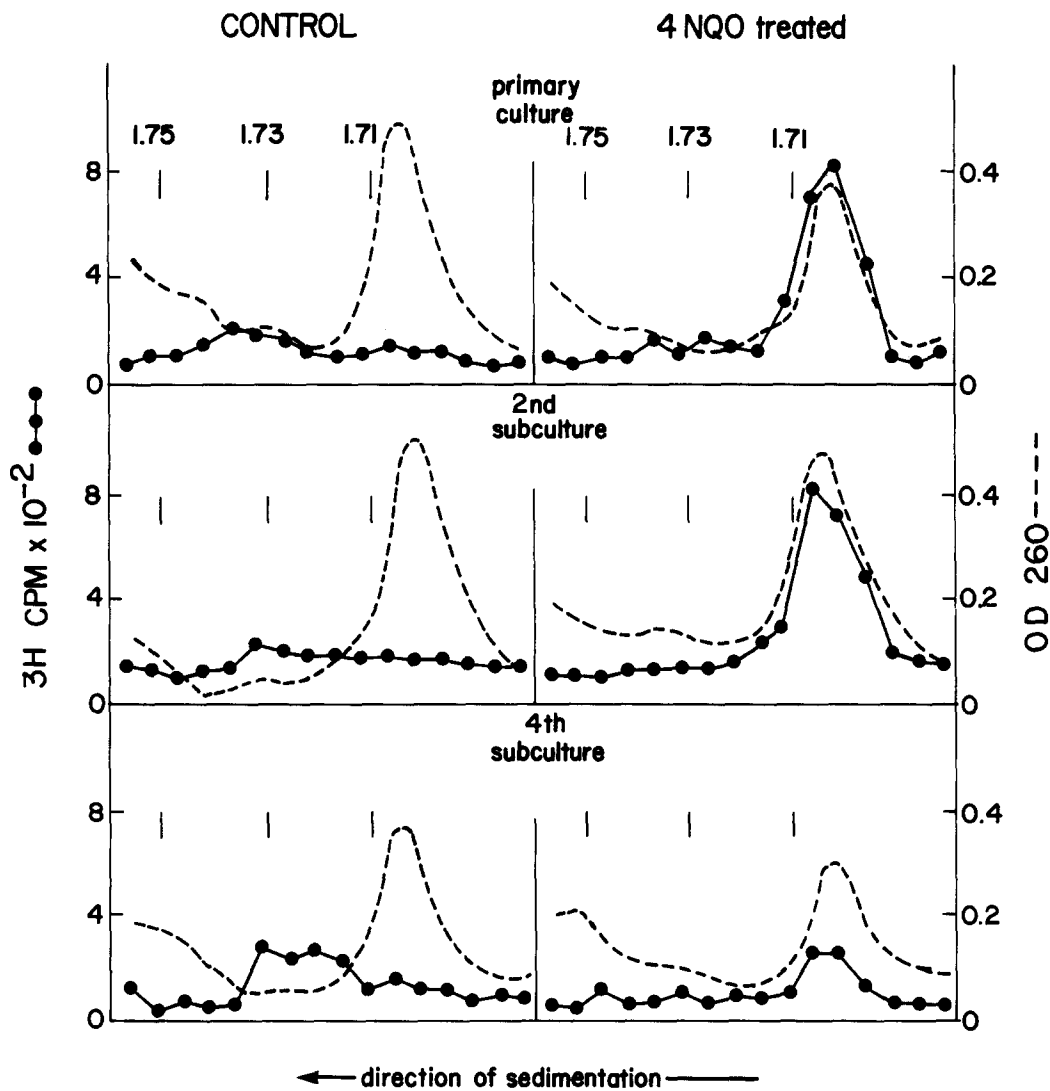 CONTROL 4 NQO treated
primary
culture
1.75 1.73 1.71 1.75 1.73 1.71
8 0.4
4 0.2
0 0
2nd
subculture
8 0.4
4 0.2
0 0
4th
subculture
8 0.4
4 0.2
0 0
3H CPM x 10-2
OD 260
direction of sedimentation